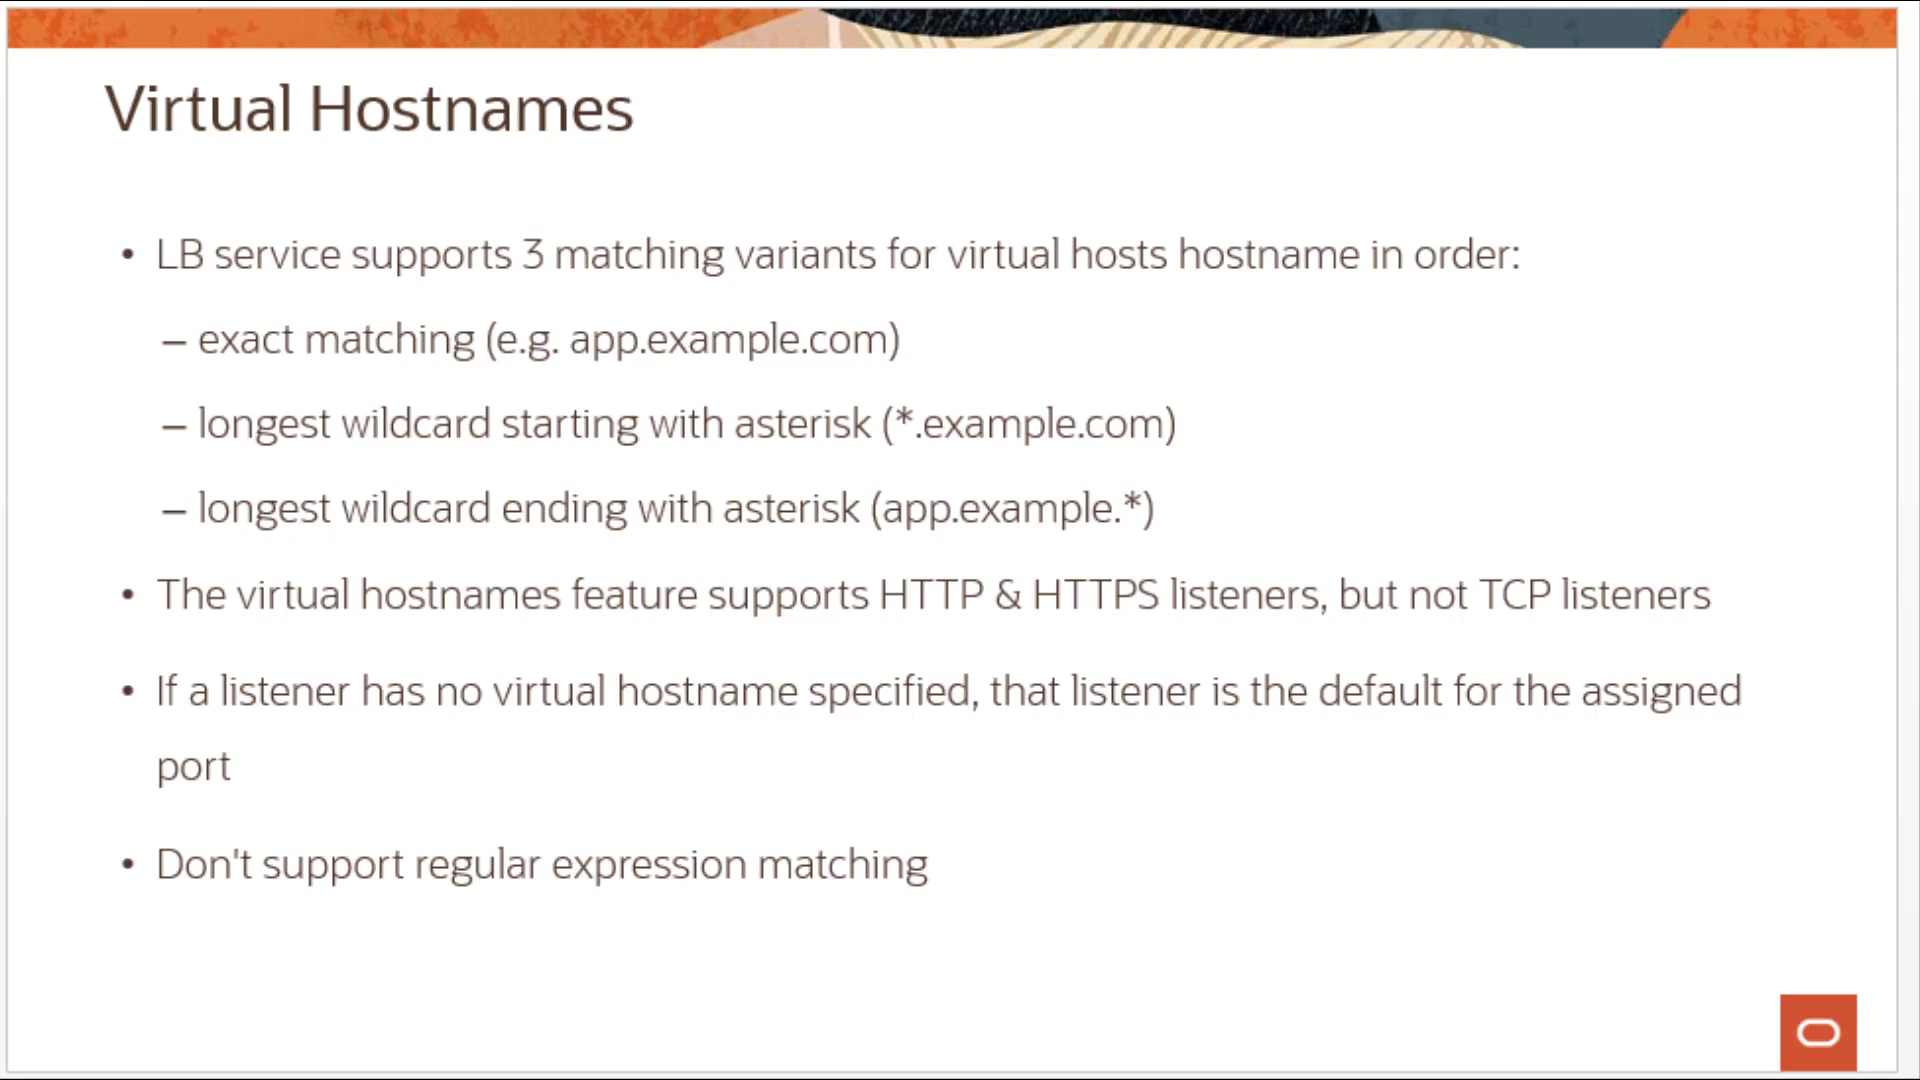 Virtual Hostnames
• LB service supports 3 matching variants for virtual hosts hostname in order:
– exact matching (e.g. app.example.com)
– longest wildcard starting with asterisk (*.example.com)
– longest wildcard ending with asterisk (app.example.*)
• The virtual hostnames feature supports HTTP & HTTPS listeners, but not TCP listeners
• If a listener has no virtual hostname specified, that listener is the default for the assigned
port
• Don't support regular expression matching